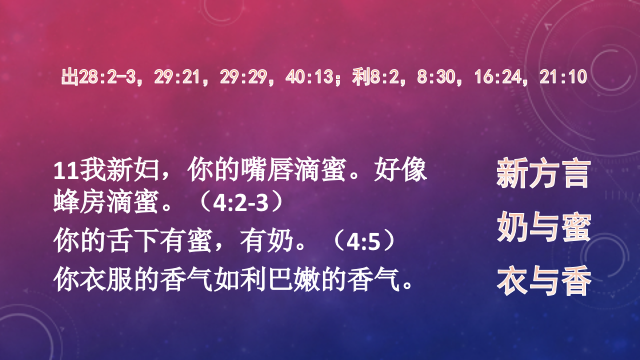 出28:2-3，29:21，29:29，40:13；利8:2，8:30，16:24，21:10
11我新妇，你的嘴唇滴蜜。好像
蜂房滴蜜。（4:2-3）
你的舌下有蜜，有奶。（4:5）
你衣服的香气如利巴嫩的香气。
新方言
奶与蜜
衣与香